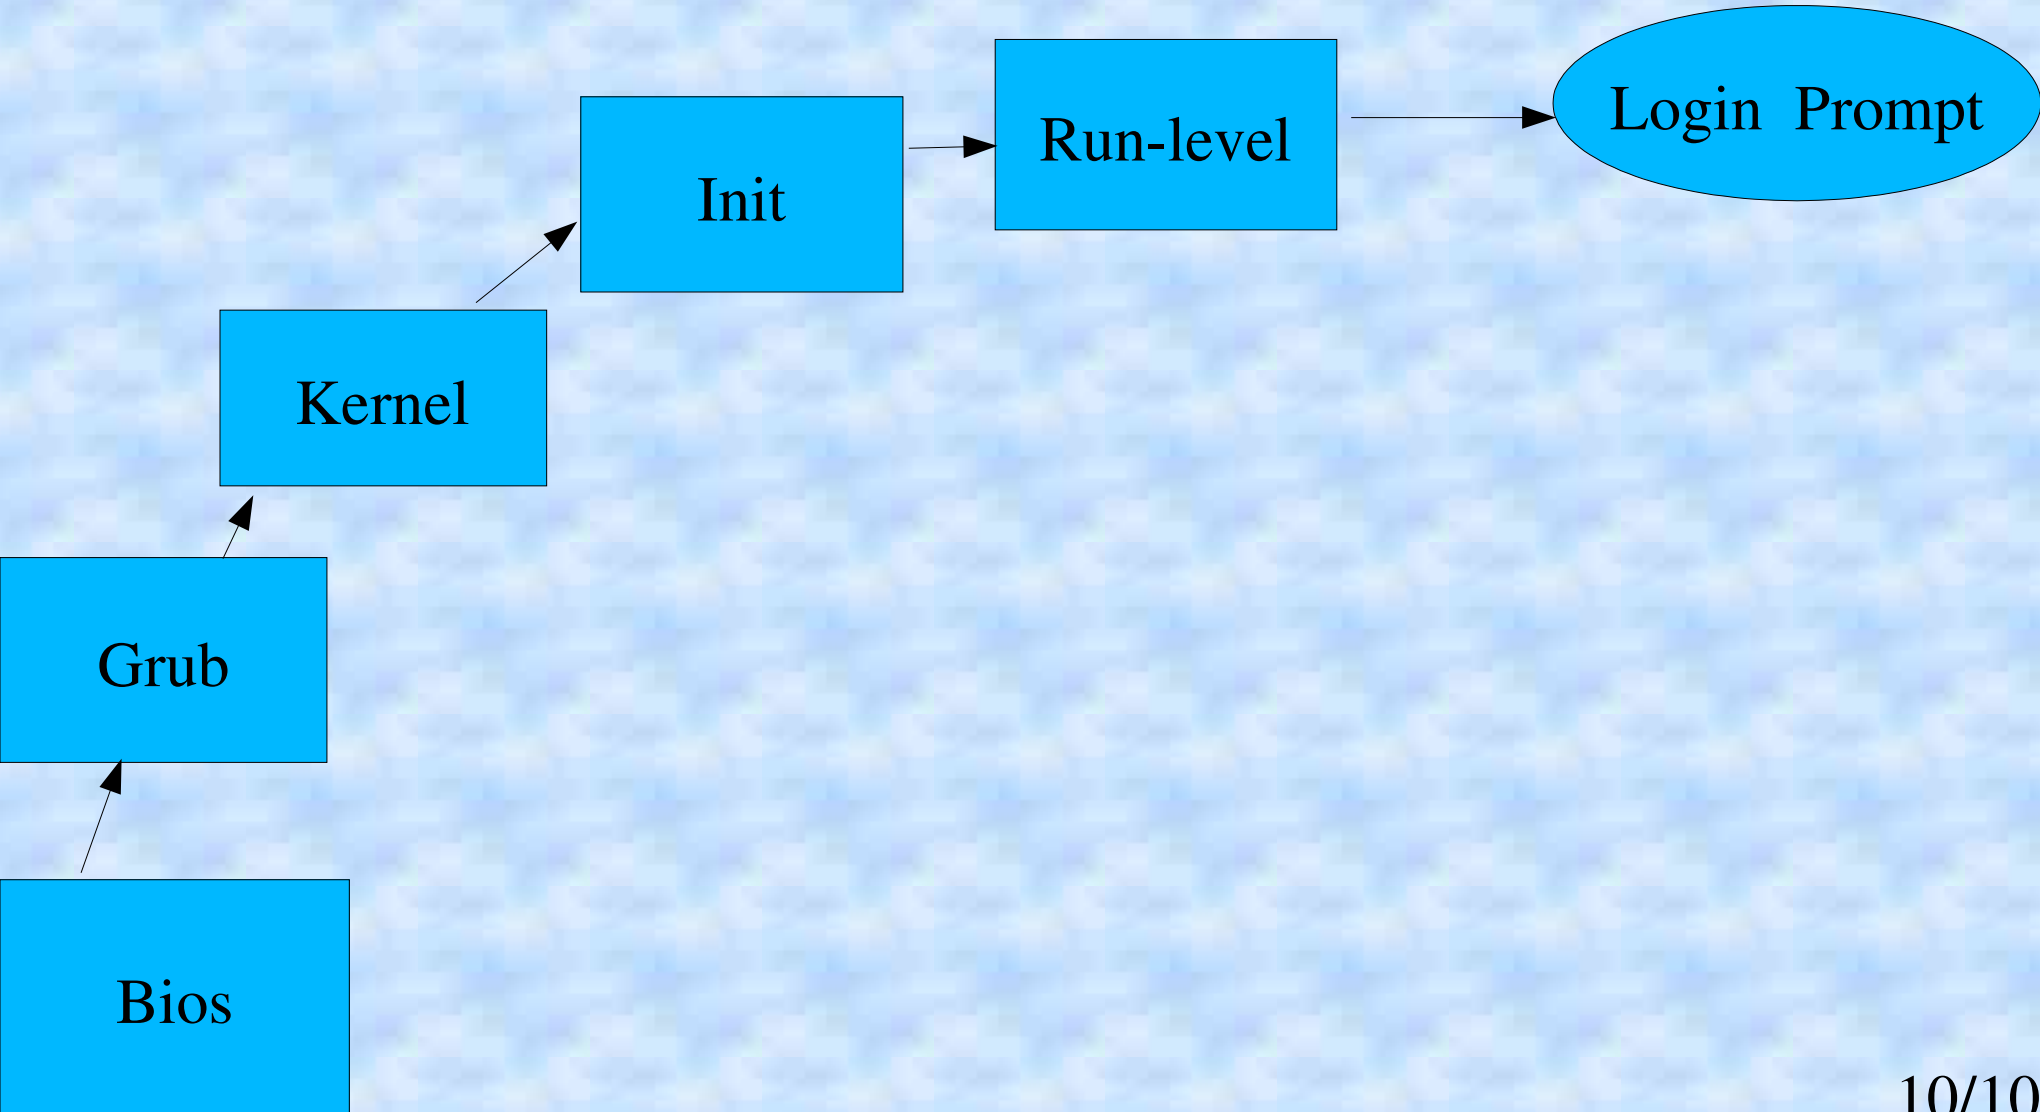 Login Prompt
Run-level
Init
Kernel
Grub
Bios
10/10